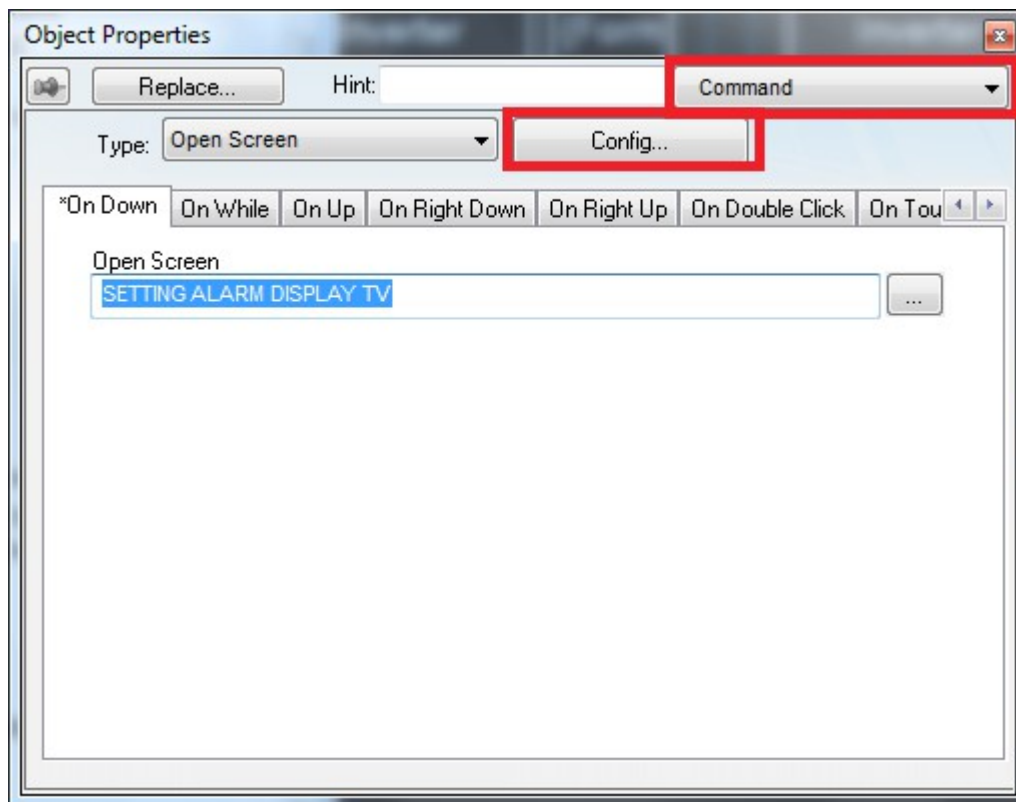 Object Properties
Replace... Hint: Command
Type: Open Screen Config...
*On Down On While On Up On Right Down On Right Up On Double Click On Tou
Open Screen
SETTING ALARM DISPLAY TV ...